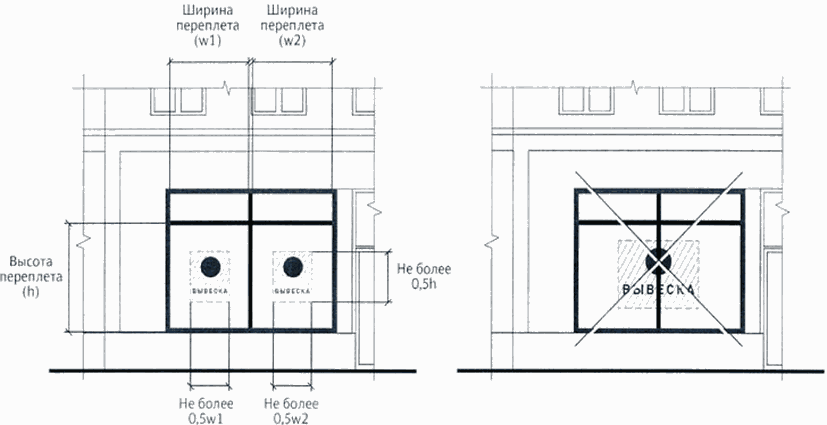 Ширина
переплета
(w1)
Ширина
переплета
(w2)
Высота
переплета
(h)
ВЫВЕСКА
ВЫВЕСКА
Не более
0,5h
Не более
0,5w1
Не более
0,5w2
ВЫВЕСКА